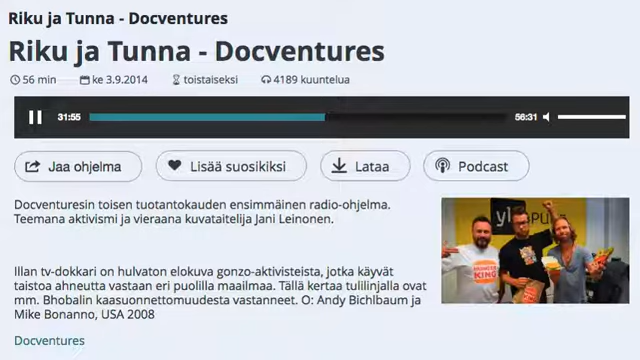 Riku ja Tunna - Docventures
Riku ja Tunna - Docventures
56 min ke 3.9.2014 toistaiseksi 4189 kuuntelua
31:55 56:31
Jaa ohjelma Lisää suosikiksi Lataa Podcast
Docventuresin toisen tuotantokauden ensimmäinen radio-ohjelma.
Teemana aktivismi ja vieraana kuvataitelija Jani Leinonen.
Illan tv-dokkari on hulvaton elokuva gonzo-aktivisteista, jotka käyvät
taistoa ahneutta vastaan eri puolilla maailmaa. Tällä kertaa tulilinjalla ovat
mm. Bhobalin kaasuonnettomuudesta vastanneet. O: Andy Bichlbaum ja
Mike Bonanno, USA 2008
Docventures